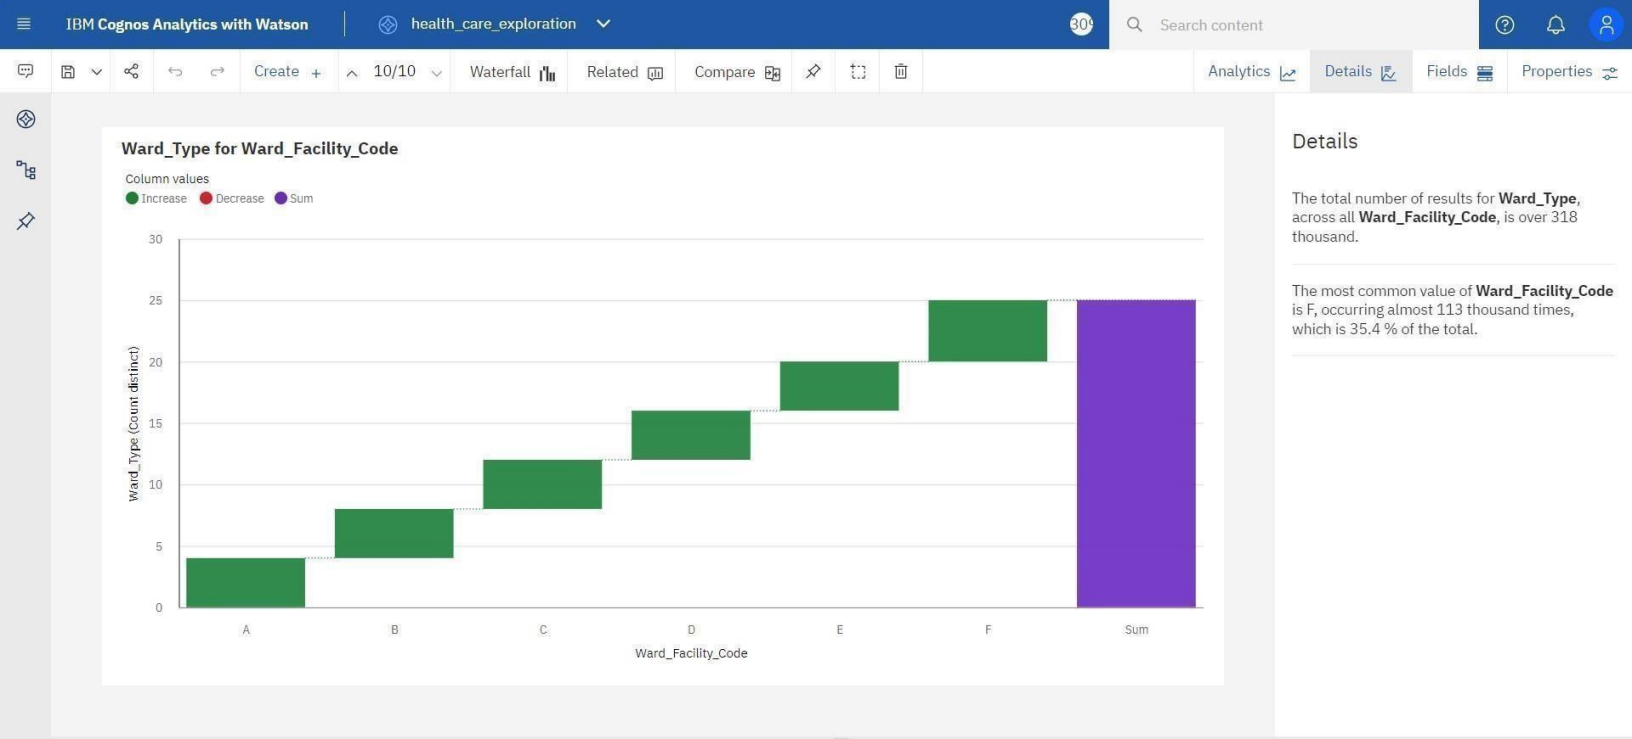 IBM Cognos Analytics with Watson
health_care_exploration
Search content
Create +
10/10
Waterfall
Related
Compare
Analytics
Details
Fields
Properties
Ward_Type for Ward_Facility_Code
Column values
Increase Decrease Sum
30
25
20
15
10
5
0
Ward_Type (Count distinct)
A B C D E F Sum
Ward_Facility_Code
Details
The total number of results for Ward_Type,
across all Ward_Facility_Code, is over 318
thousand.
The most common value of Ward_Facility_Code
is F, occurring almost 113 thousand times,
which is 35.4 % of the total.